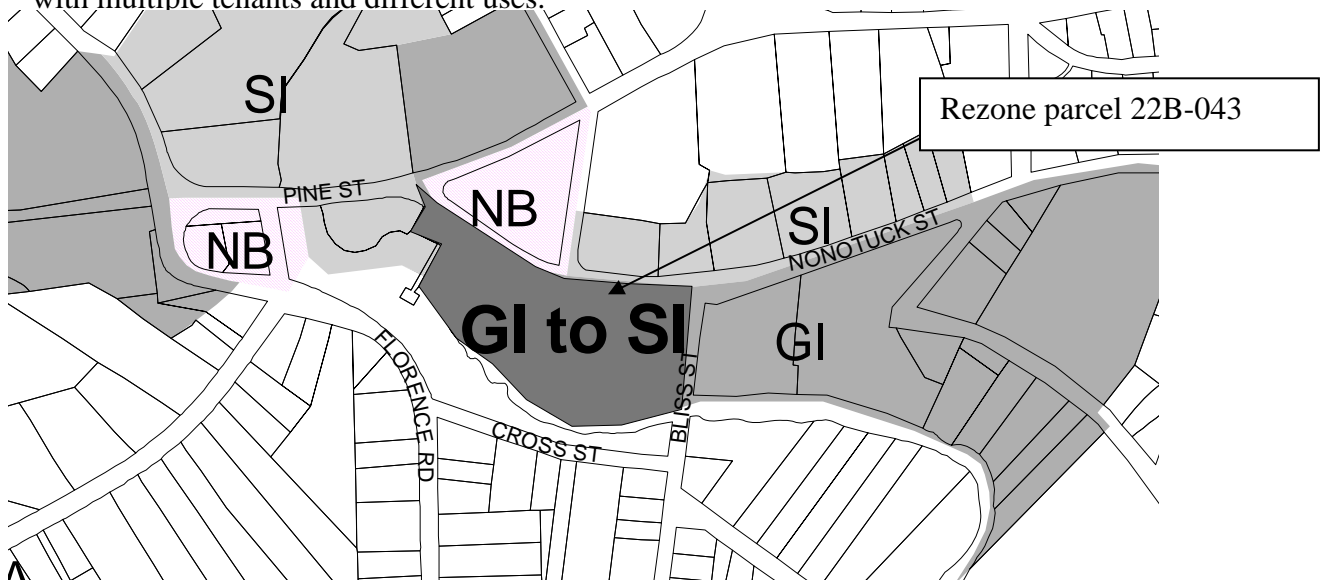 with multiple tenants and different uses.
SI
Rezone parcel 22B-043
PINE ST
NB
NB
SI
NONOTUCK ST
GI to SI
GI
FLORENCE RD
BLISS ST
CROSS ST